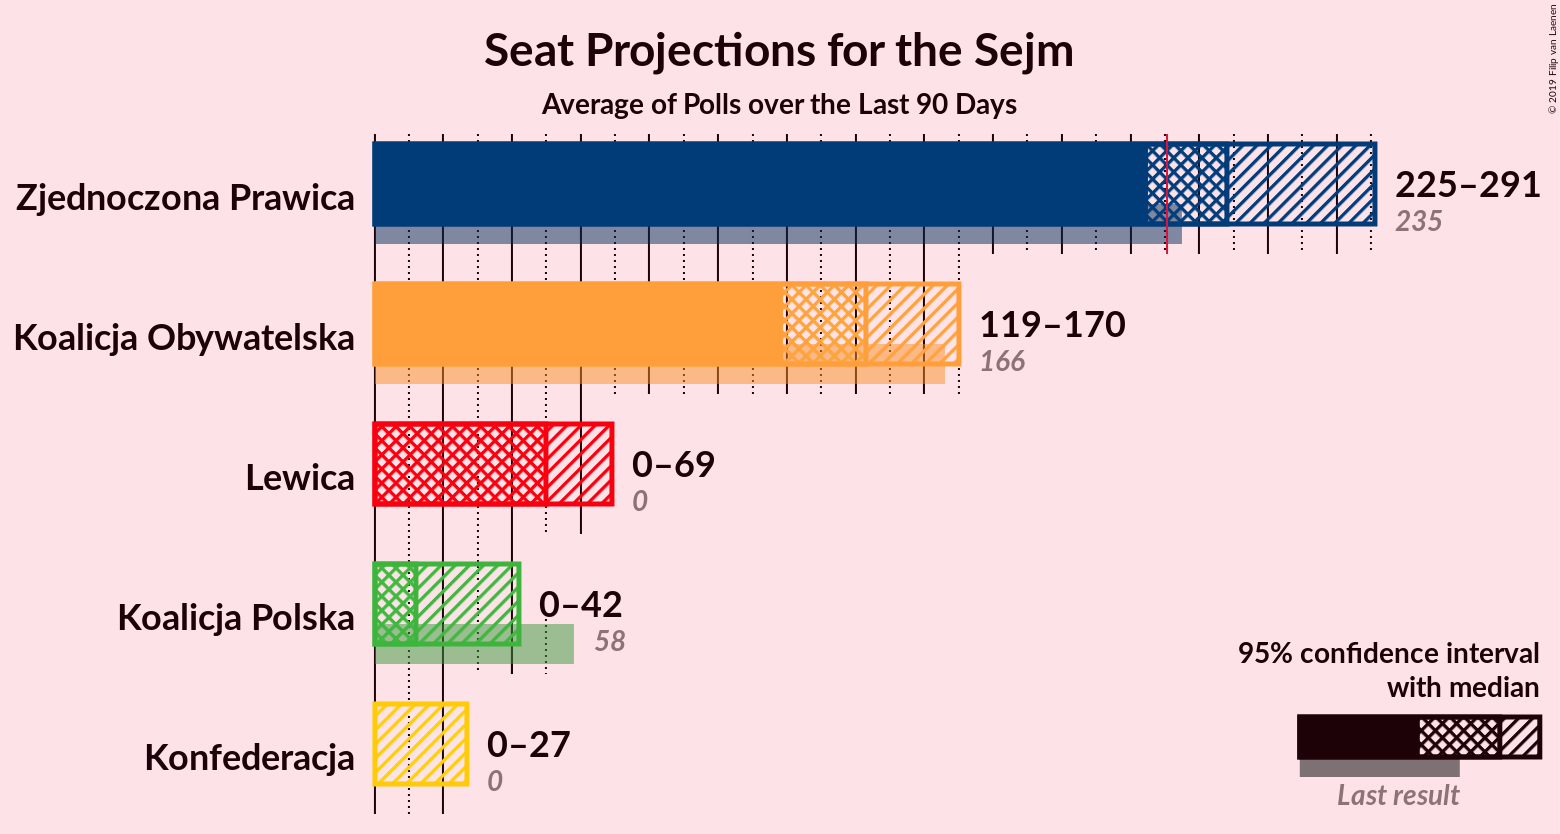 Seat Projections for the Sejm
Average of Polls over the Last 90 Days
© 2019 Filip van Laenen
Zjednoczona Prawica
225–291
235
Koalicja Obywatelska
119–170
166
Lewica
0–69
0
Koalicja Polska
0–42
58
Konfederacja
0–27
0
95% confidence interval
with median
Last result